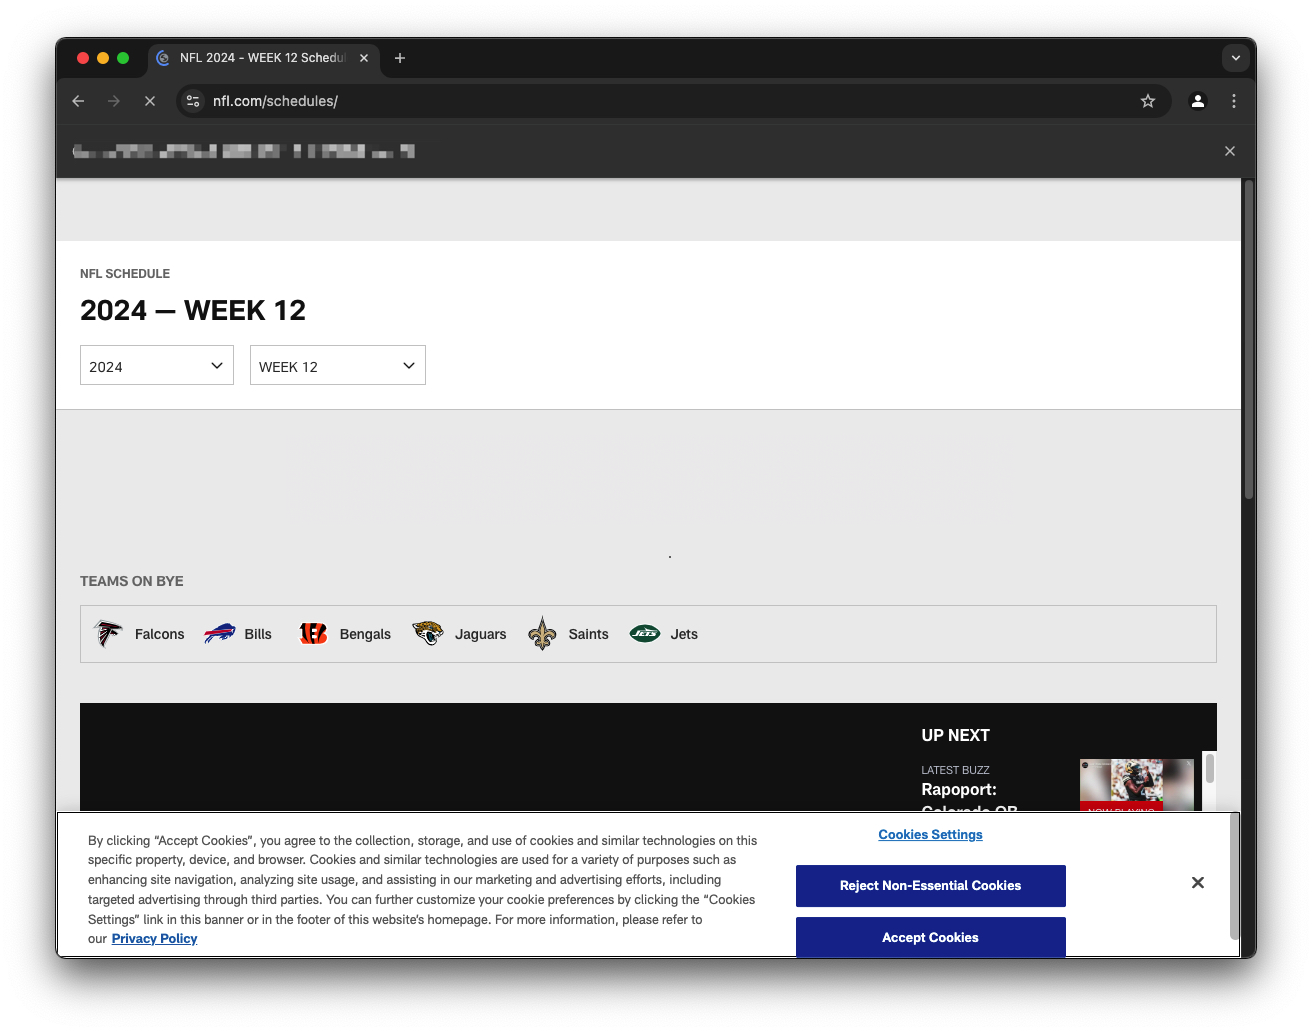 NFL 2024 - WEEK 12 Schedu
nfl.com/schedules/
NFL SCHEDULE
2024 — WEEK 12
2024
WEEK 12
TEAMS ON BYE
Falcons
Bills
Bengals
Jaguars
Saints
JETS
Jets
UP NEXT
LATEST BUZZ
Rapoport:
Colorado QB
NOW PLAYING
By clicking “Accept Cookies”, you agree to the collection, storage, and use of cookies and similar technologies on this
specific property, device, and browser. Cookies and similar technologies are used for a variety of purposes such as
enhancing site navigation, analyzing site usage, and assisting in our marketing and advertising efforts, including
targeted advertising through third parties. You can further customize your cookie preferences by clicking the “Cookies
Settings” link in this banner or in the footer of this website's homepage. For more information, please refer to
our Privacy Policy
Cookies Settings
Reject Non-Essential Cookies
Accept Cookies